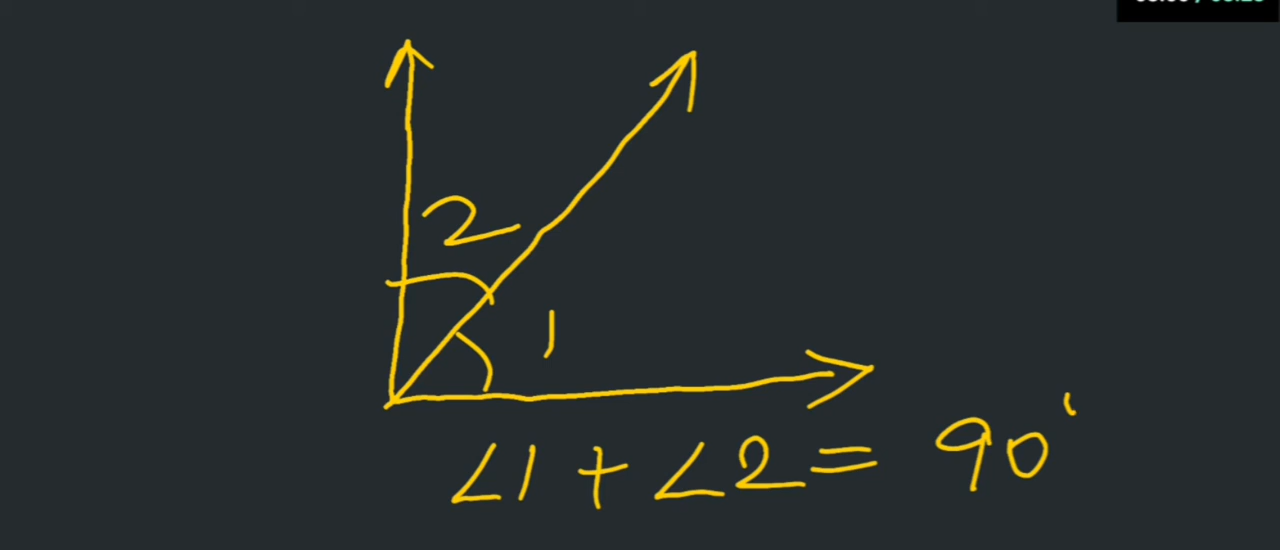 2
1
∠1 + ∠2 = 90°